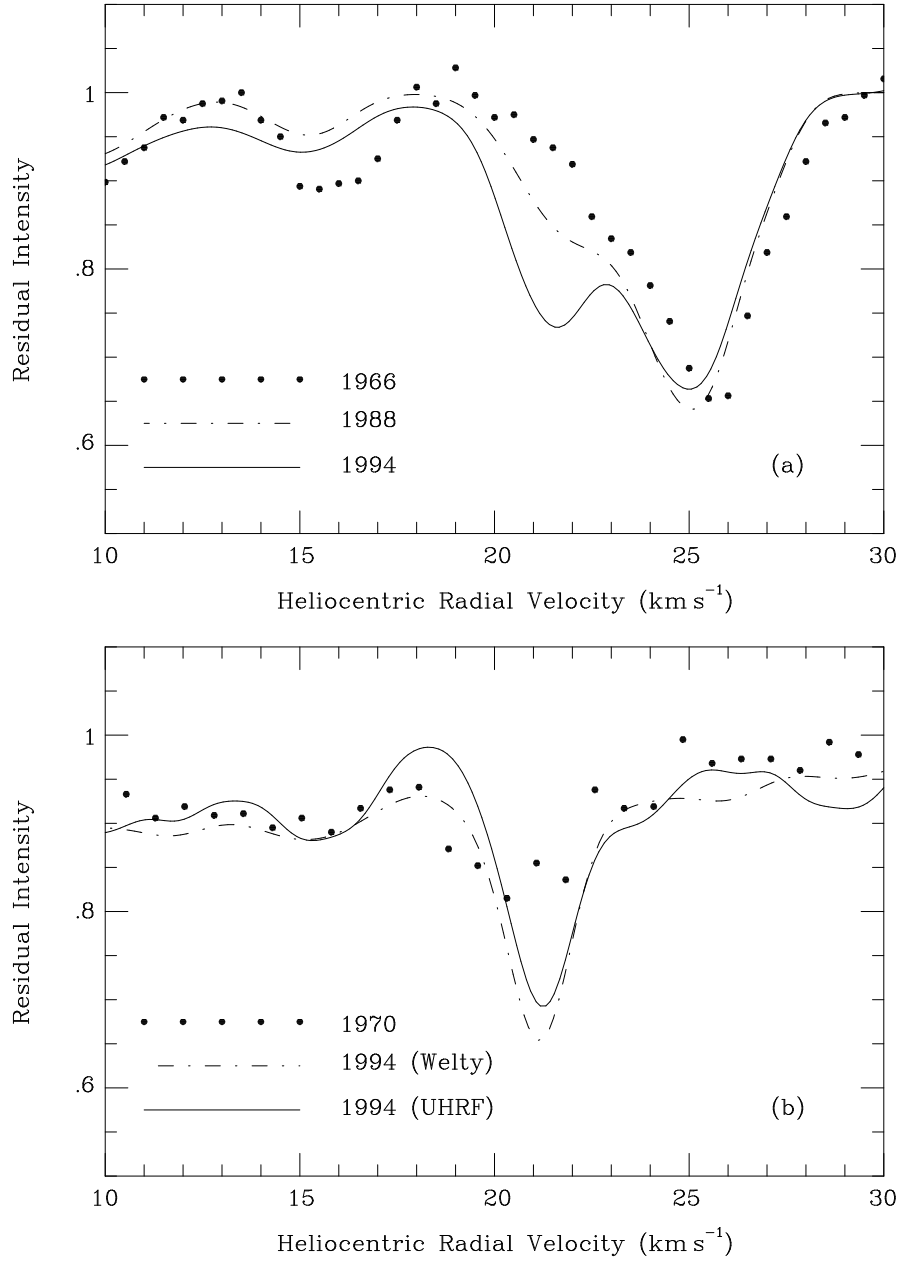 1
.8
.6
Residual Intensity
1966
1988
1994
(a)
10 15 20 25 30
Heliocentric Radial Velocity (km s⁻¹)
1
.8
.6
Residual Intensity
1970
1994 (Welty)
1994 (UHRF)
(b)
10 15 20 25 30
Heliocentric Radial Velocity (km s⁻¹)